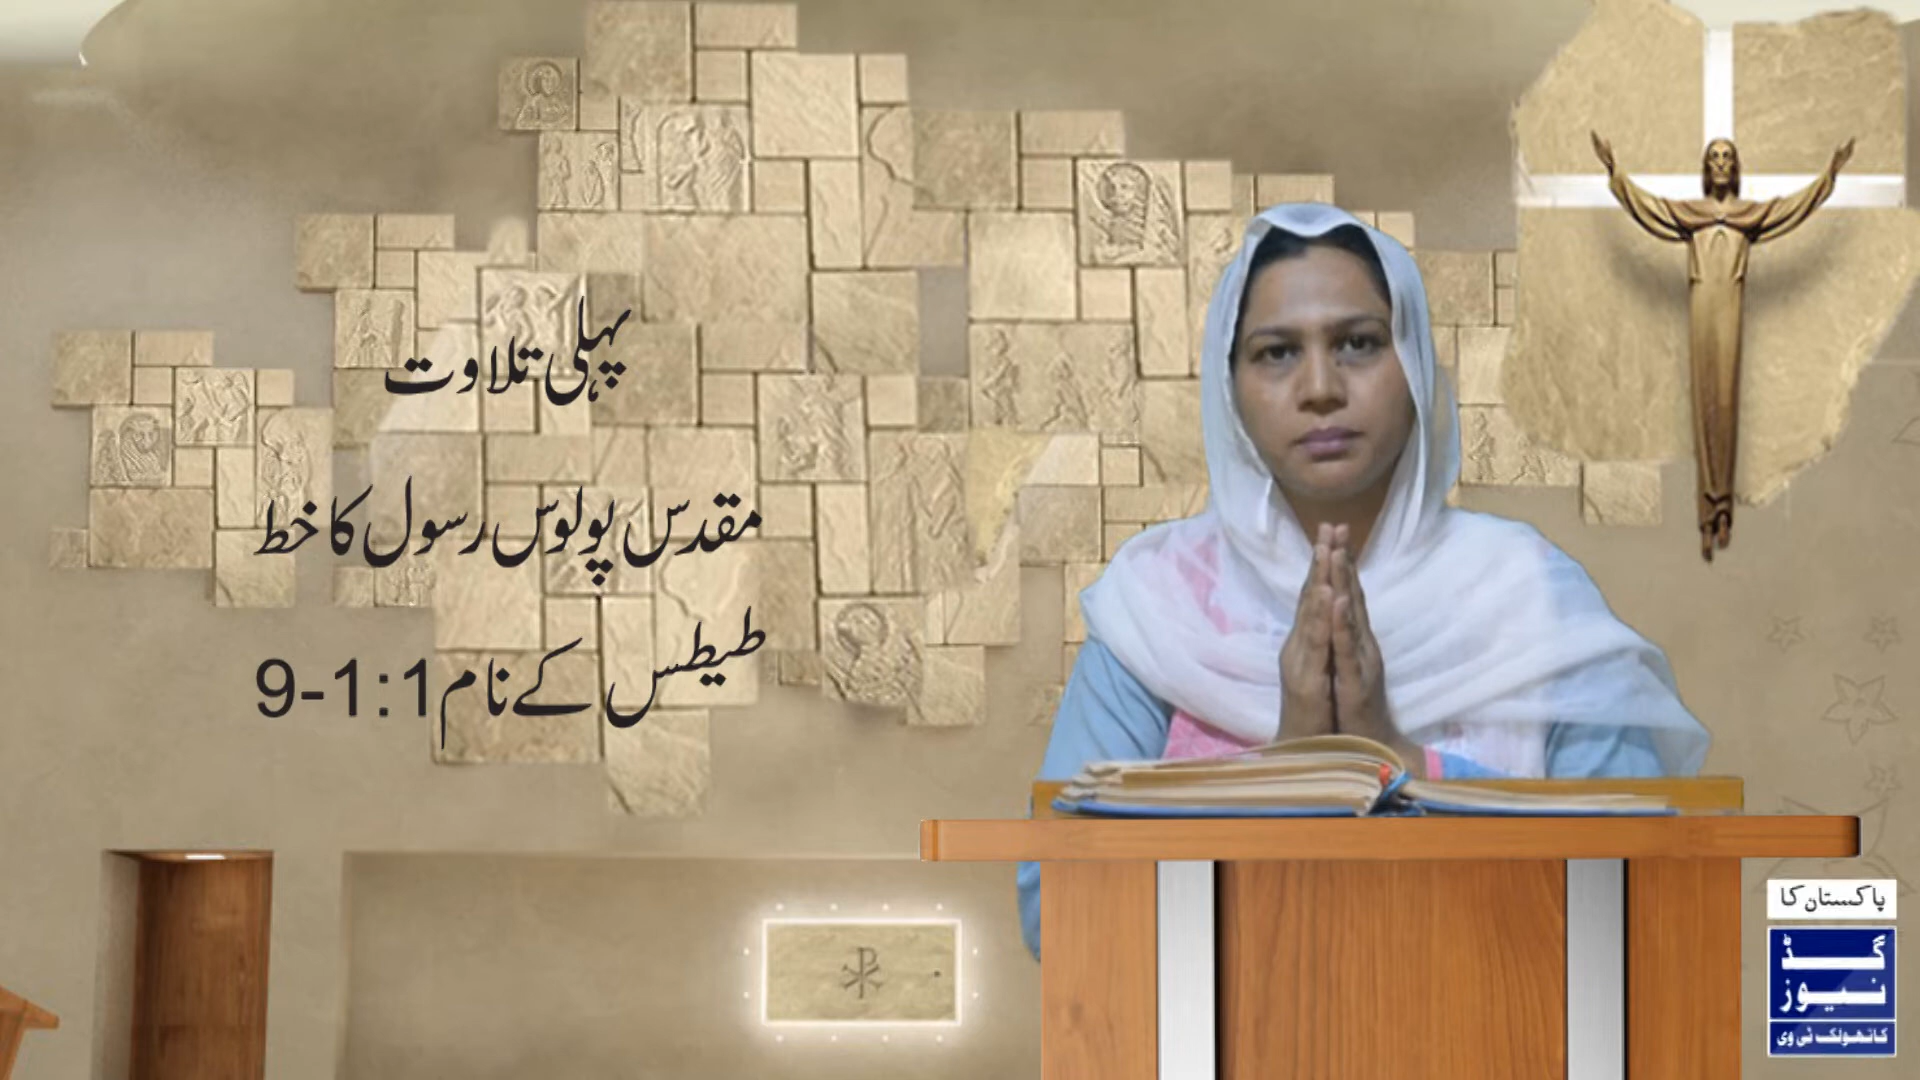 پہلی تلاوت
مقدس پولوس رسول کا خط
طیطس کے نام 1:1-9
پاکستان کا
گڈ
نیوز
کاتھولک ٹی وی